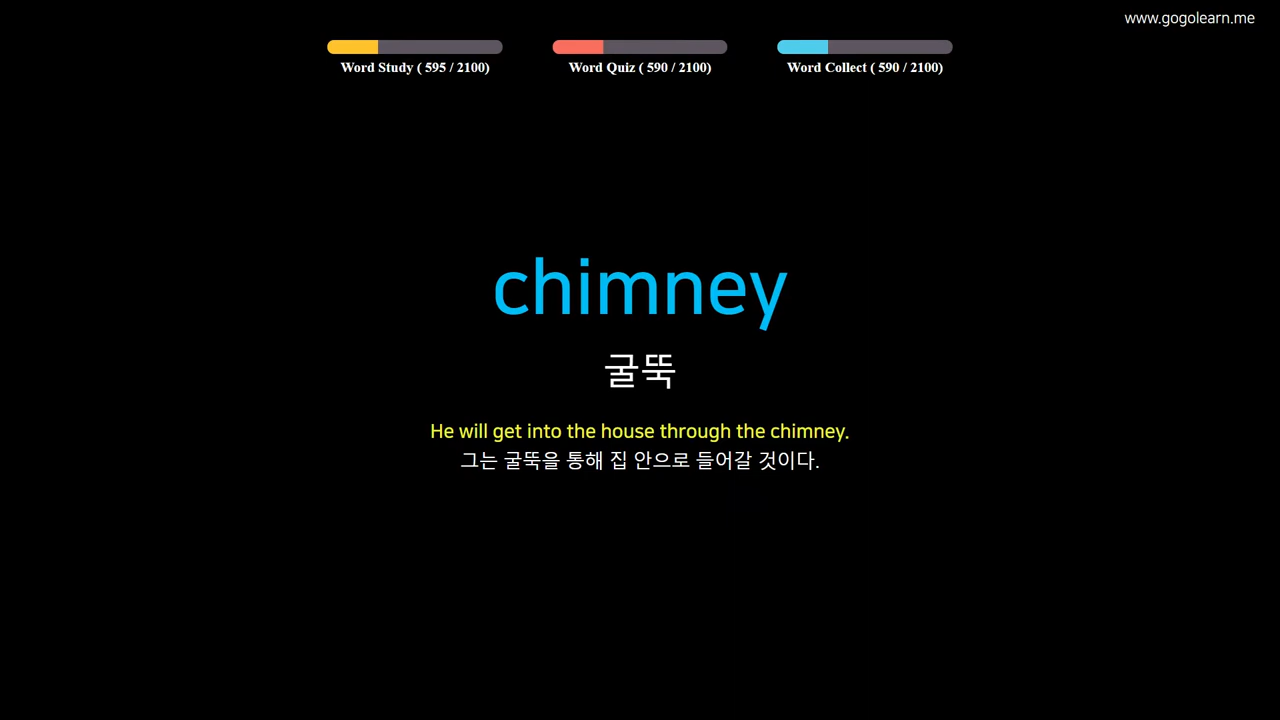 www.gogolearn.me
Word Study ( 595 / 2100)
Word Quiz ( 590 / 2100)
Word Collect ( 590 / 2100)
chimney
굴뚝
He will get into the house through the chimney.
그는 굴뚝을 통해 집 안으로 들어갈 것이다.